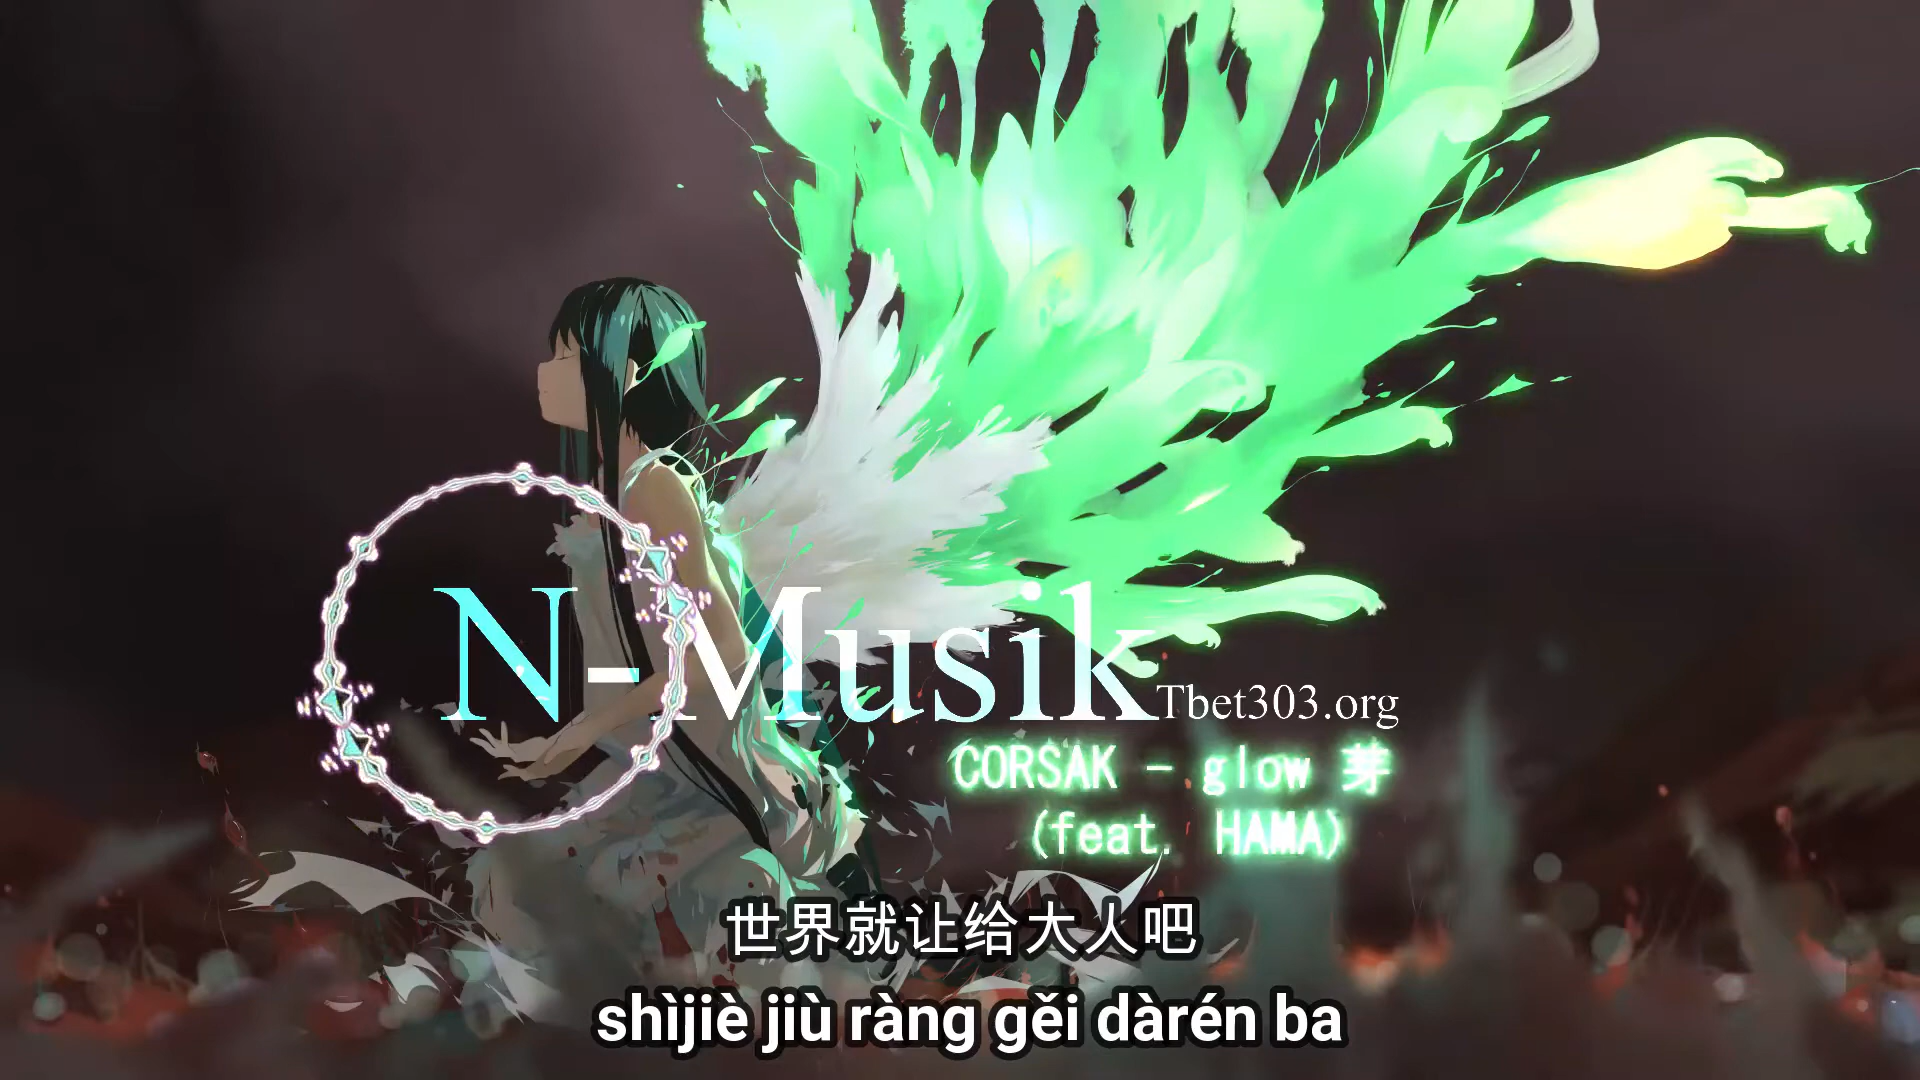 N-Musik Tbet303.org
CORSAK - glow 芽
(feat. HAMA)
世界就让给大人吧
shìjiè jiù ràng gěi dàrén ba